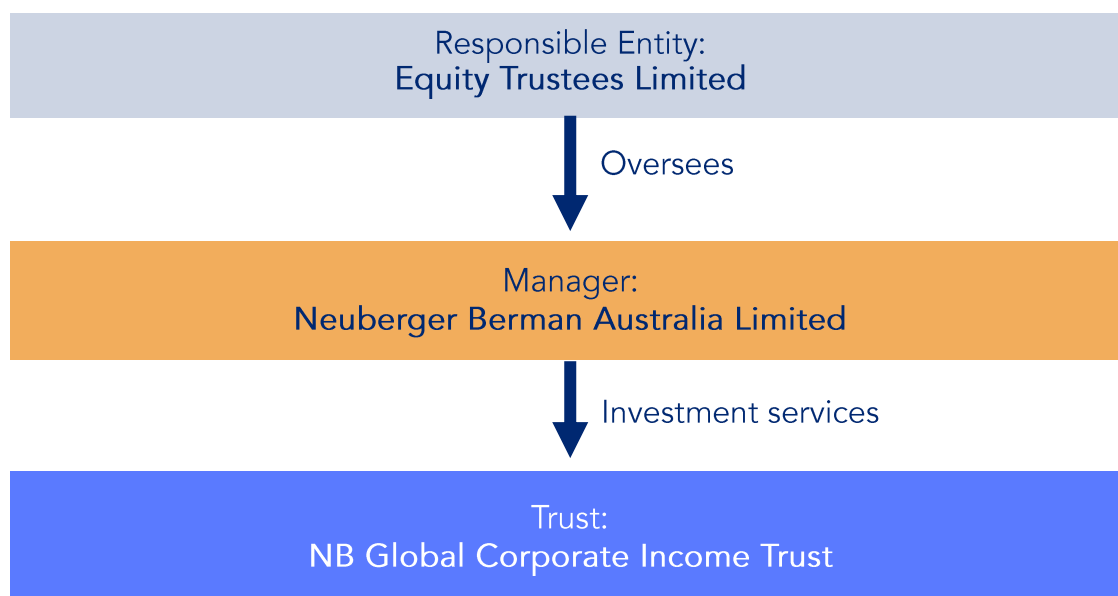 Responsible Entity:
Equity Trustees Limited
Oversees
Manager:
Neuberger Berman Australia Limited
Investment services
Trust:
NB Global Corporate Income Trust